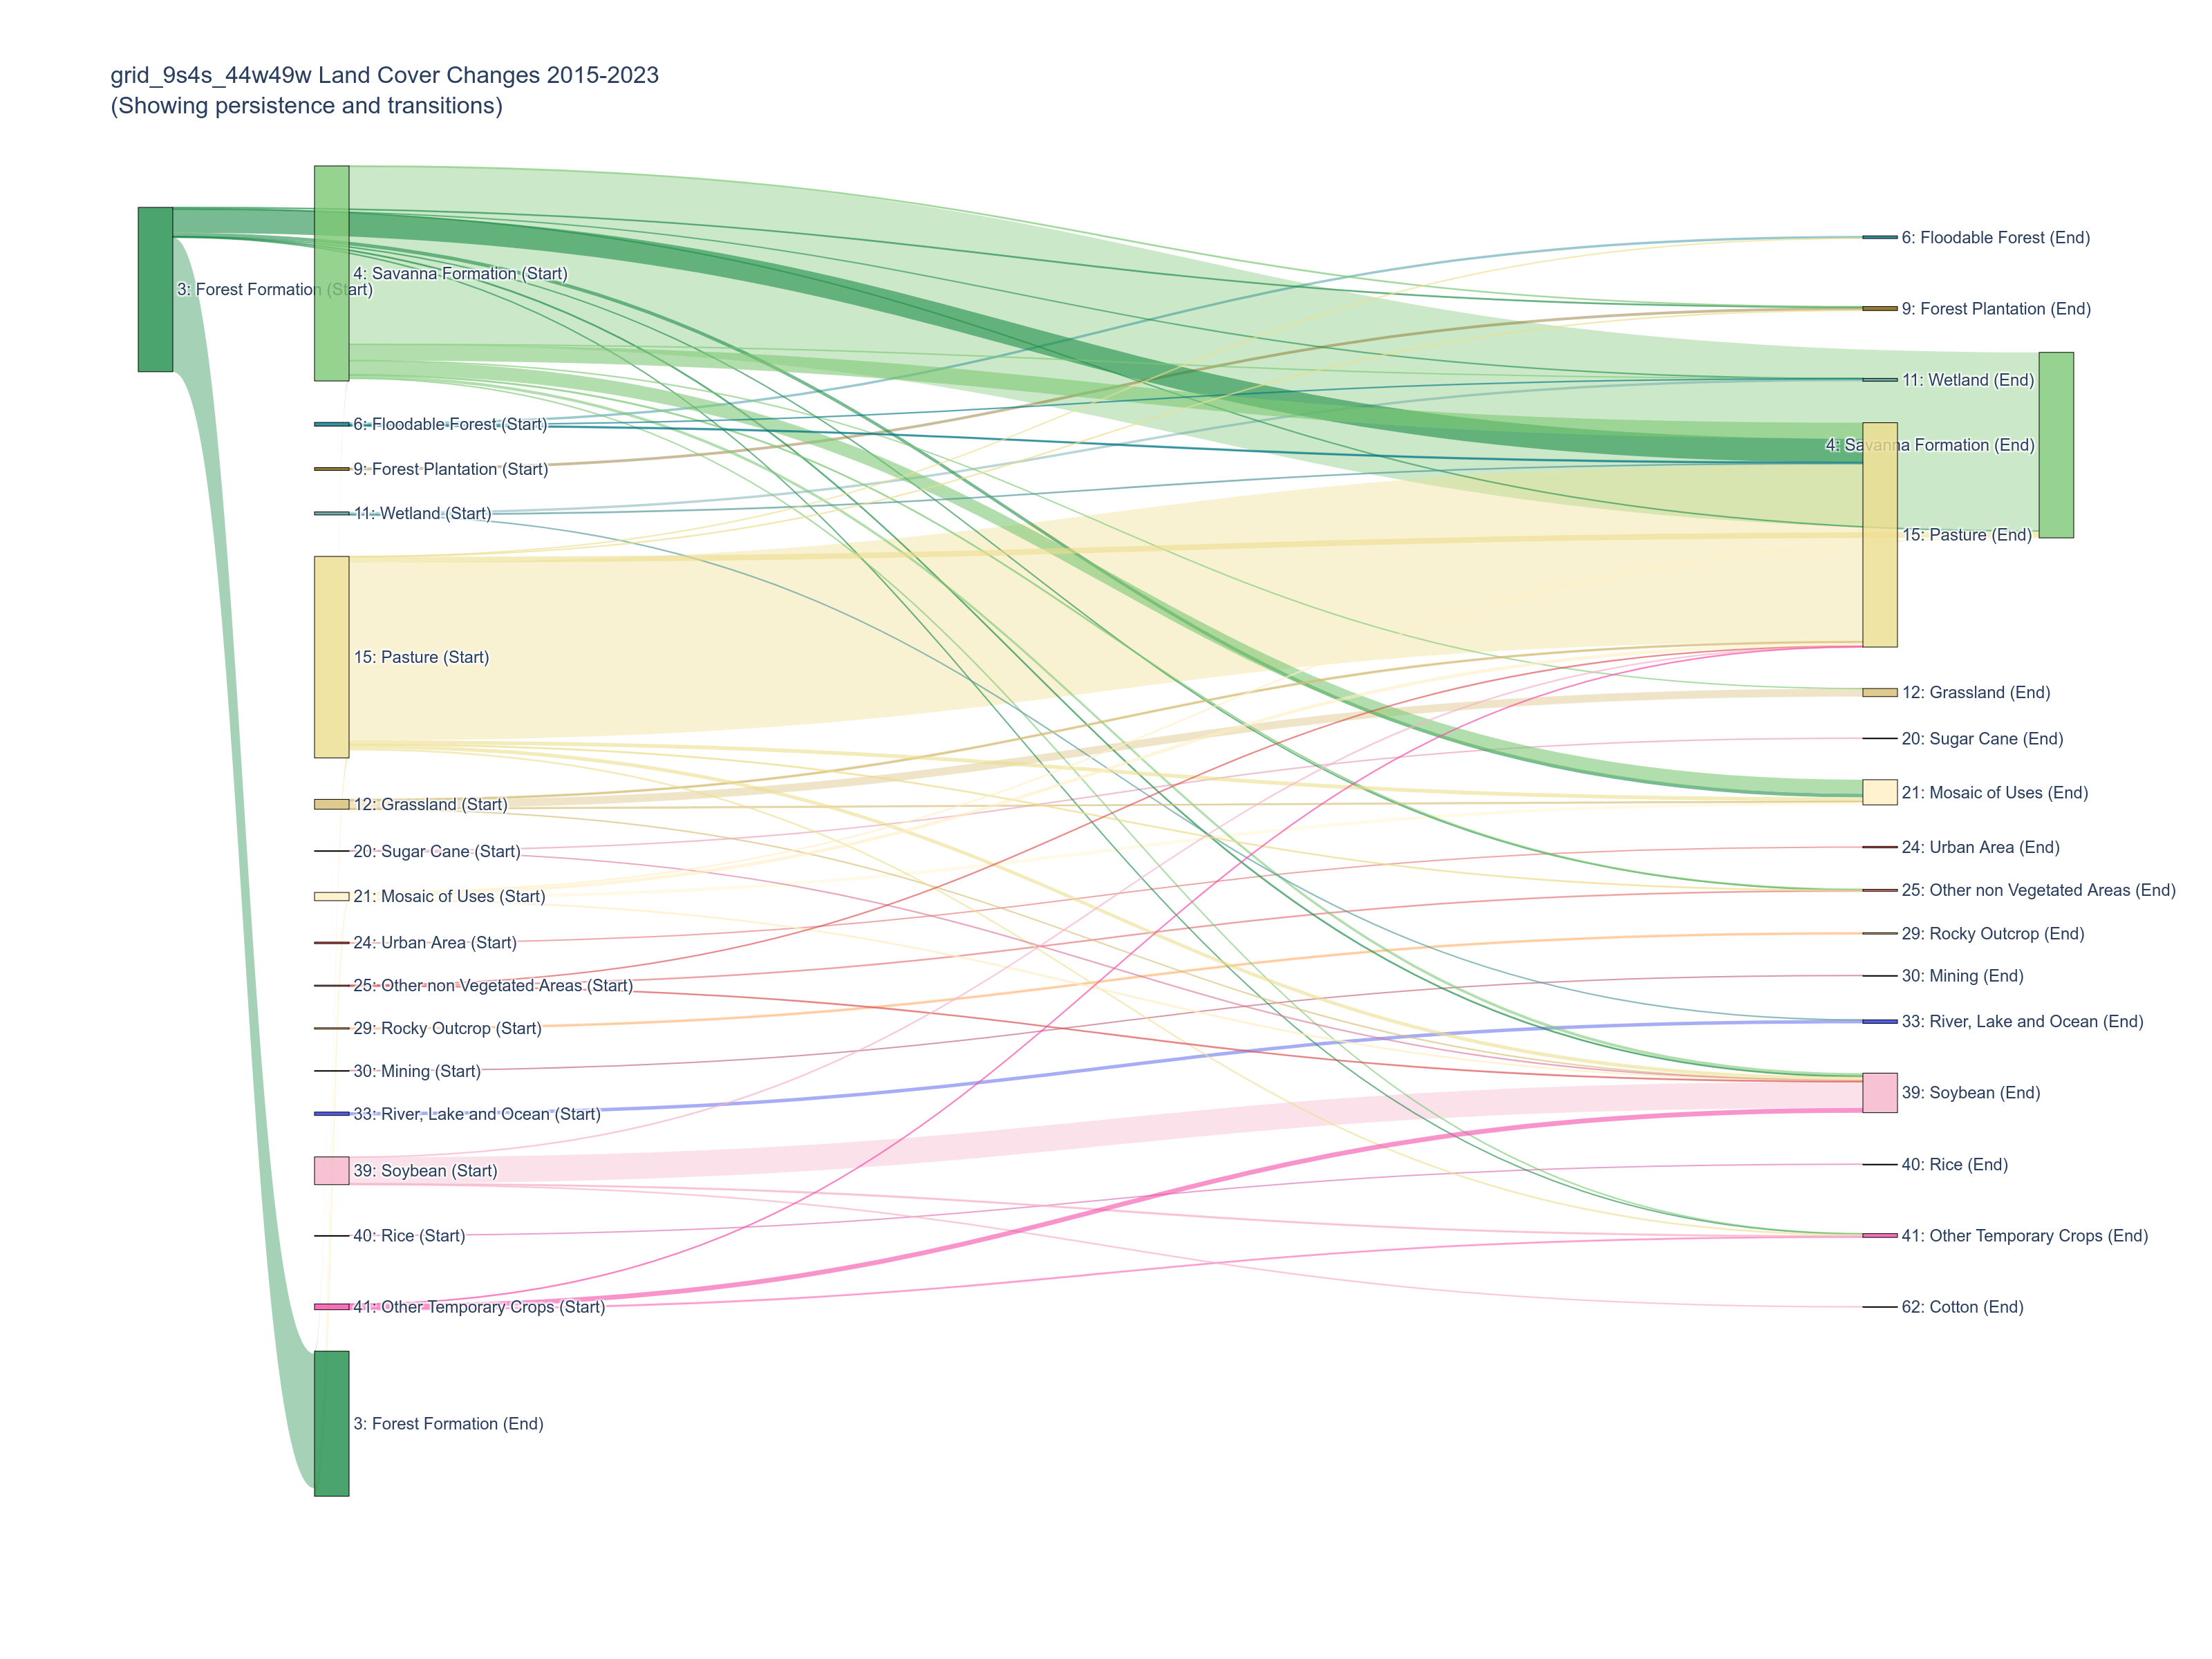 grid_9s4s_44w49w Land Cover Changes 2015-2023
(Showing persistence and transitions)
3: Forest Formation (Start)
4: Savanna Formation (Start)
6: Floodable Forest (Start)
9: Forest Plantation (Start)
11: Wetland (Start)
15: Pasture (Start)
12: Grassland (Start)
20: Sugar Cane (Start)
21: Mosaic of Uses (Start)
24: Urban Area (Start)
25: Other non Vegetated Areas (Start)
29: Rocky Outcrop (Start)
30: Mining (Start)
33: River, Lake and Ocean (Start)
39: Soybean (Start)
40: Rice (Start)
41: Other Temporary Crops (Start)
3: Forest Formation (End)
6: Floodable Forest (End)
9: Forest Plantation (End)
11: Wetland (End)
4: Savanna Formation (End)
15: Pasture (End)
12: Grassland (End)
20: Sugar Cane (End)
21: Mosaic of Uses (End)
24: Urban Area (End)
25: Other non Vegetated Areas (End)
29: Rocky Outcrop (End)
30: Mining (End)
33: River, Lake and Ocean (End)
39: Soybean (End)
40: Rice (End)
41: Other Temporary Crops (End)
62: Cotton (End)